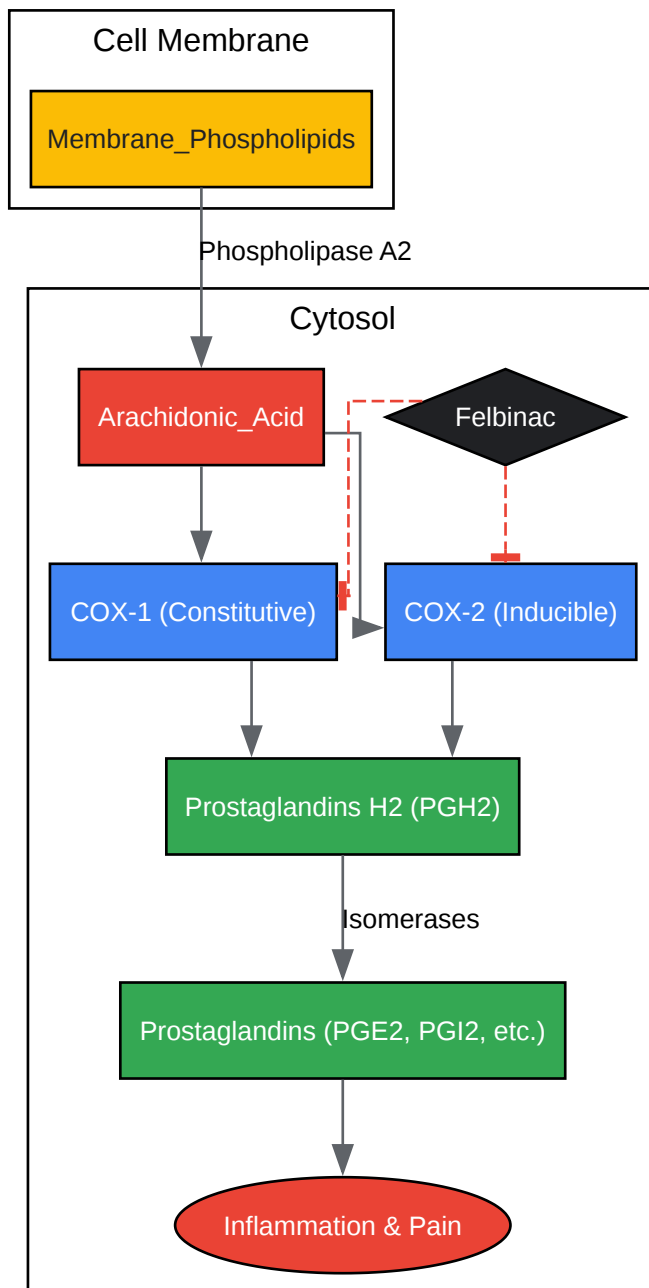 Cell Membrane
Membrane_Phospholipids
Phospholipase A2
Cytosol
Arachidonic_Acid
Felbinac
COX-1 (Constitutive)
COX-2 (Inducible)
Prostaglandins H2 (PGH2)
Isomerases
Prostaglandins (PGE2, PGI2, etc.)
Inflammation & Pain